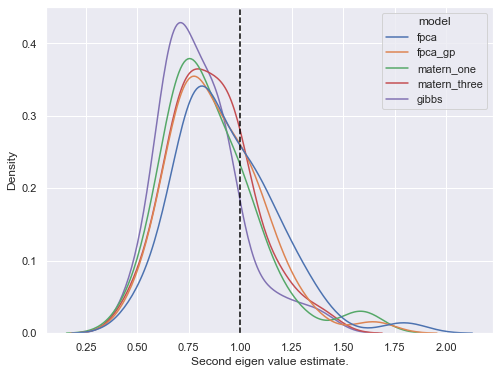 model
fpca
fpca_gp
matern_one
matern_three
gibbs
0.4
0.3
0.2
0.1
0.0
Density
0.25 0.50 0.75 1.00 1.25 1.50 1.75 2.00
Second eigen value estimate.